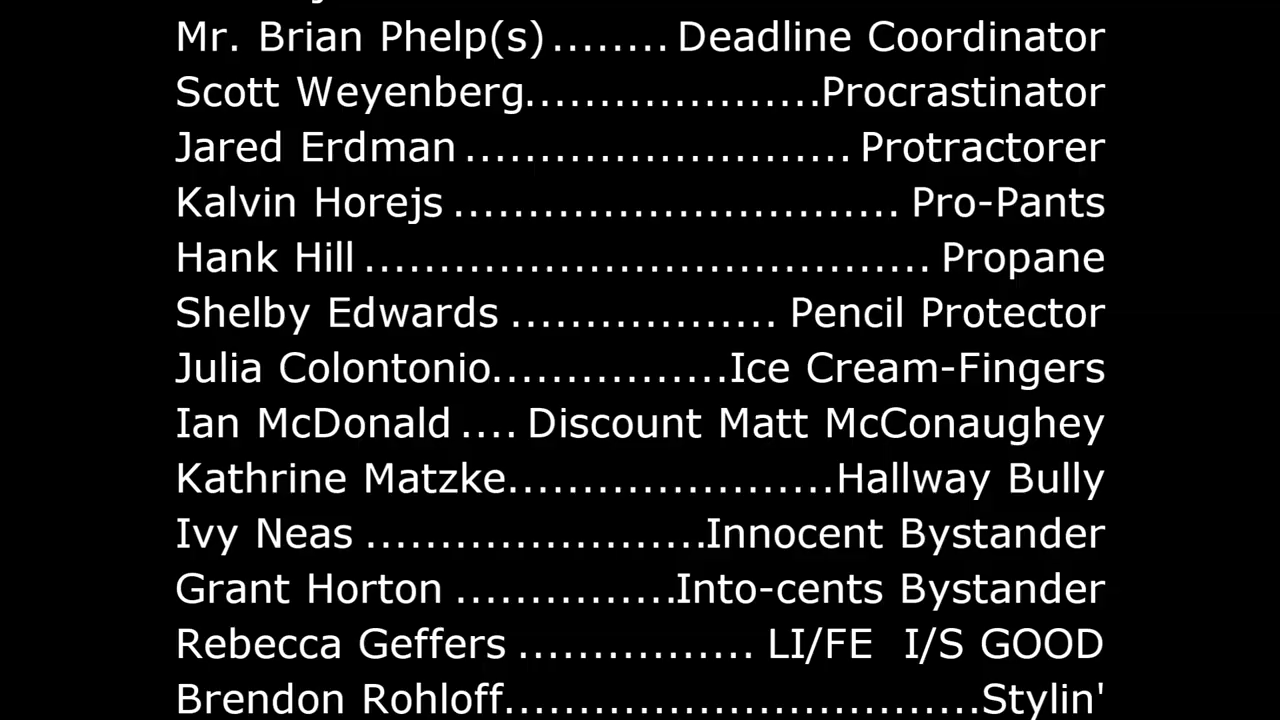 Mr. Brian Phelp(s)........Deadline Coordinator
Scott Weyenberg....................Procrastinator
Jared Erdman..........................Protractorer
Kalvin Horejs..............................Pro-Pants
Hank Hill......................................Propane
Shelby Edwards..................Pencil Protector
Julia Colontonio................Ice Cream-Fingers
Ian McDonald....Discount Matt McConaughey
Kathrine Matzke......................Hallway Bully
Ivy Neas.......................Innocent Bystander
Grant Horton...............Into-cents Bystander
Rebecca Geffers................LI/FE  I/S GOOD
Brendon Rohloff................................Stylin'